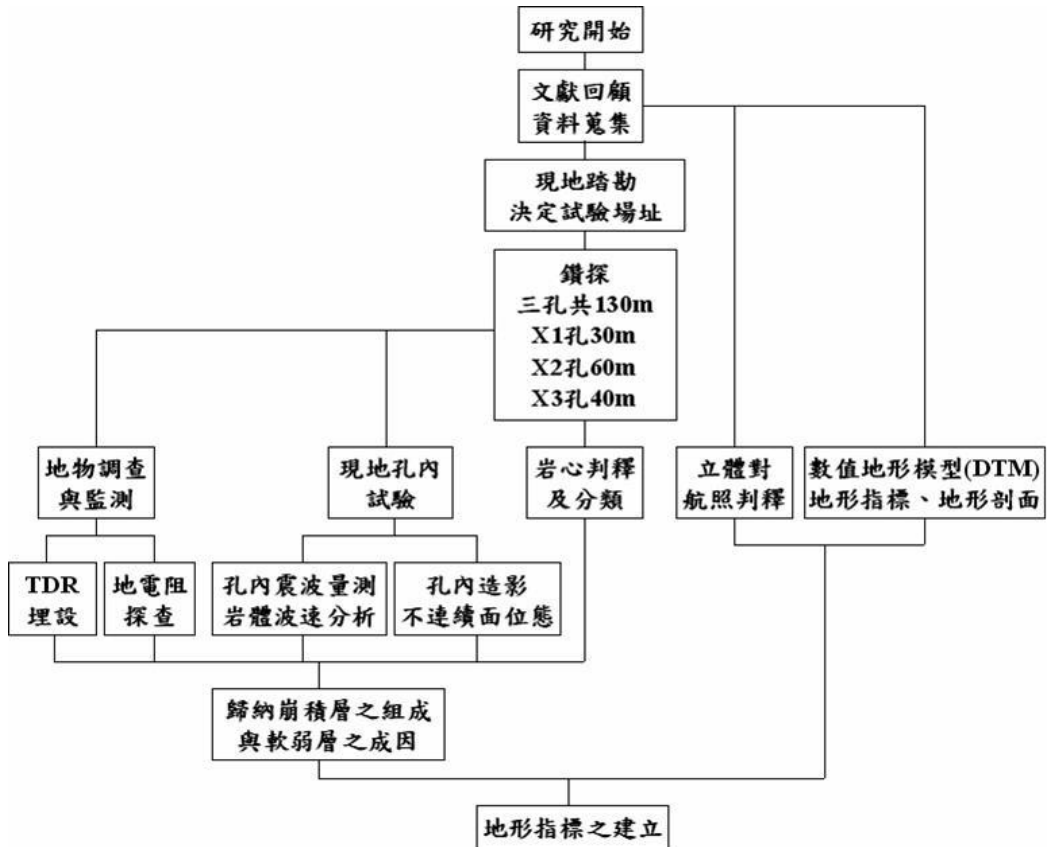 研究開始
文獻回顧
資料蒐集
現地踏勘
決定試驗場址
鑽探
三孔共130m
X1孔30m
X2孔60m
X3孔40m
地物調查
與監測
現地孔內
試驗
岩心判釋
及分類
立體對
航照判釋
數值地形模型(DTM)
地形指標、地形剖面
TDR
埋設
地電阻
探查
孔內震波量測
岩體波速分析
孔內造影
不連續面位態
歸納崩積層之組成
與軟弱層之成因
地形指標之建立